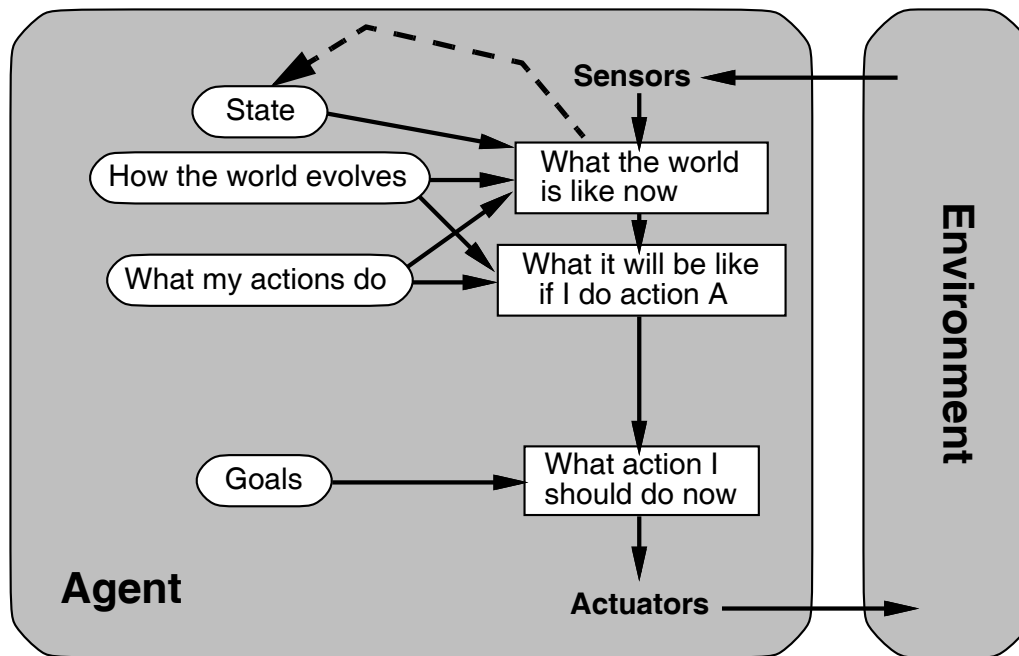 Sensors
State
What the world
is like now
How the world evolves
What my actions do
What it will be like
if I do action A
Goals
What action I
should do now
Agent
Actuators
Environment